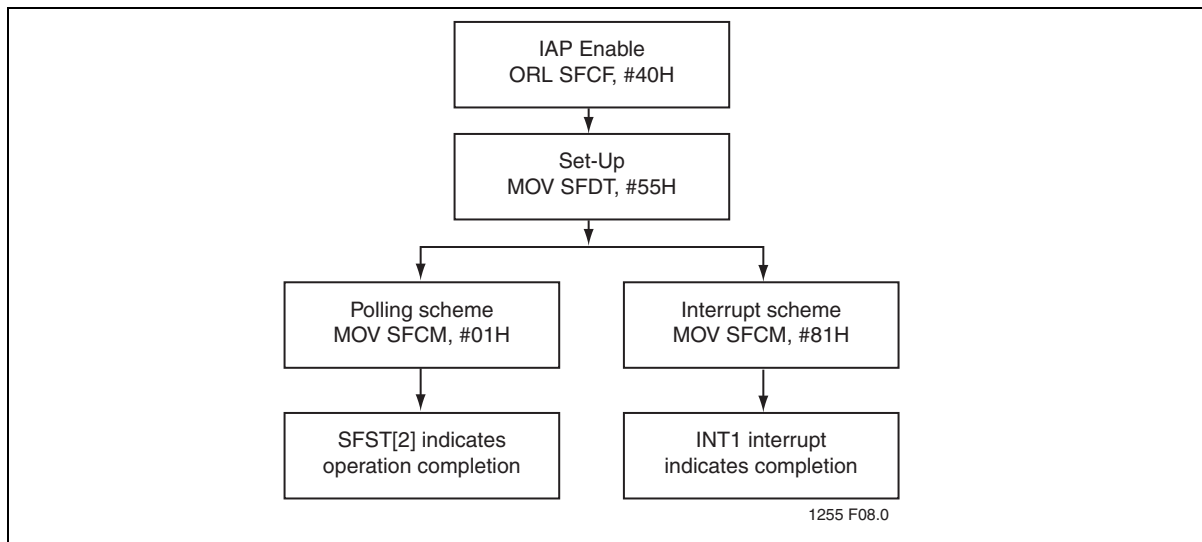 IAP Enable
ORL SFCF, #40H
Set-Up
MOV SFDT, #55H
Polling scheme
MOV SFCM, #01H
Interrupt scheme
MOV SFCM, #81H
SFST[2] indicates
operation completion
INT1 interrupt
indicates completion
1255 F08.0